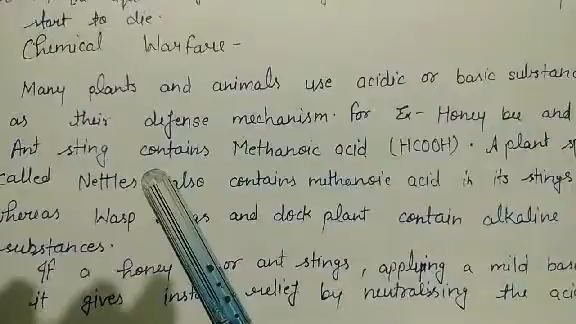 start to die.
Chemical Warfare -
Many plants and animals use acidic or basic
as their defense mechanism. for Ex- Honey bee and
Ant sting contains Methanoic acid (HCOOH). A plant
called Nettles also contains methanoic acid in its stings
whereas Wasp and dock plant contain alkaline
substances.
If a honey or ant stings, applying a mild
it gives relief by neutralising the